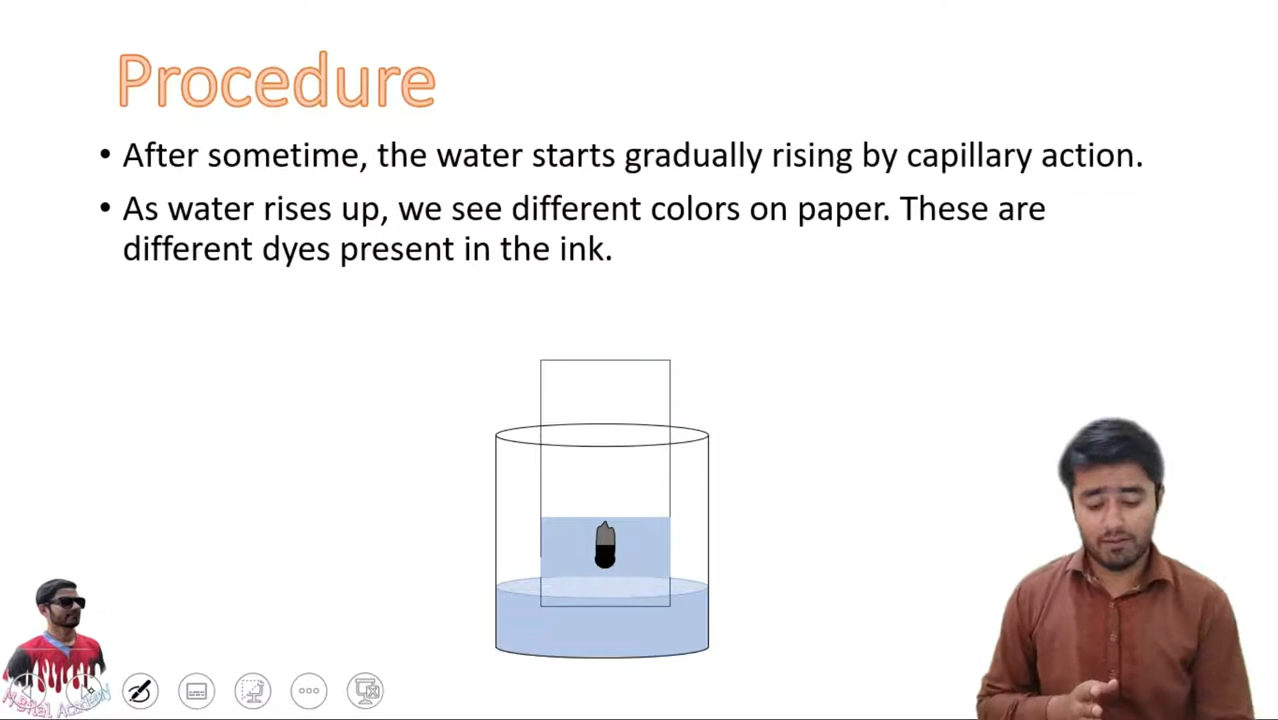 Procedure
• After sometime, the water starts gradually rising by capillary action.
• As water rises up, we see different colors on paper. These are
different dyes present in the ink.
Academy